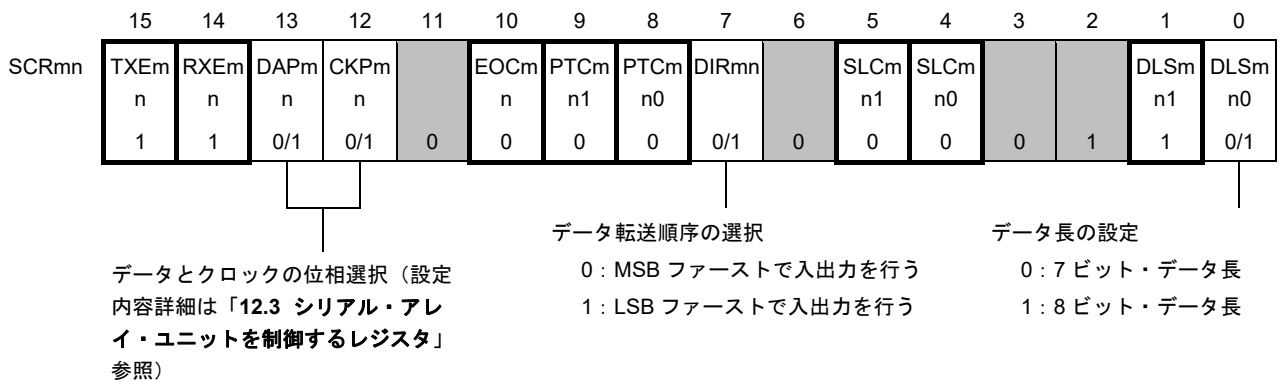 15 14 13 12 11 10 9 8 7 6 5 4 3 2 1 0
SCRmn TXEm RXEm DAPm CKPm EOCm PTCm PTCm DIRmn SLCm SLCm DLSm DLSm
n n n n n n1 n0 n1 n0 n1 n0
1 1 0/1 0/1 0 0 0 0 0/1 0 0 0 0 1 1 0/1
データとクロックの位相選択（設定
内容詳細は「12.3 シリアル・アレ
イ・ユニットを制御するレジスタ」
参照）
データ転送順序の選択
0：MSB ファーストで入出力を行う
1：LSB ファーストで入出力を行う
データ長の設定
0：7 ビット・データ長
1：8 ビット・データ長